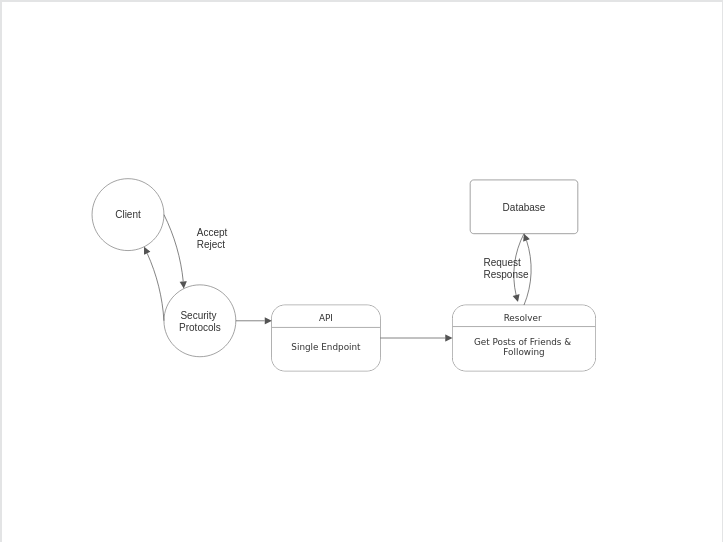 Client
Accept
Reject
Security
Protocols
API
Single Endpoint
Database
Request
Response
Resolver
Get Posts of Friends &
Following